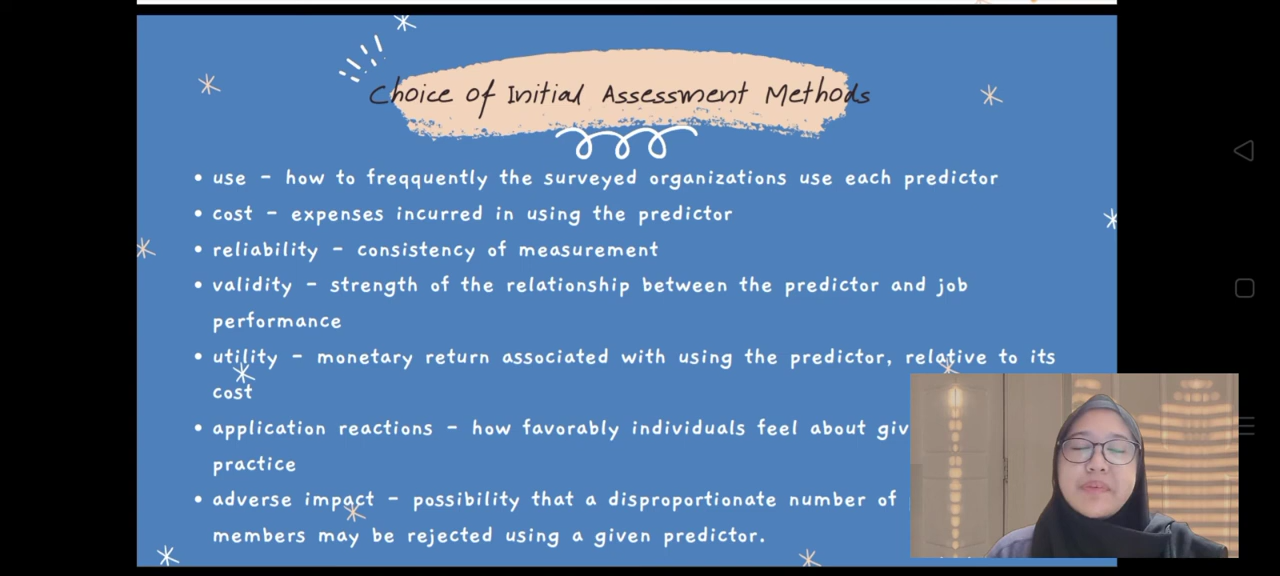 Choice of Initial Assessment Methods
• use - how to freqquently the surveyed organizations use each predictor
• cost - expenses incurred in using the predictor
• reliability - consistency of measurement
• validity - strength of the relationship between the predictor and job
performance
• utility - monetary return associated with using the predictor, relative to its
cost
• application reactions - how favorably individuals feel about
practice
• adverse impact - possibility that a disproportionate number of
members may be rejected using a given predictor.